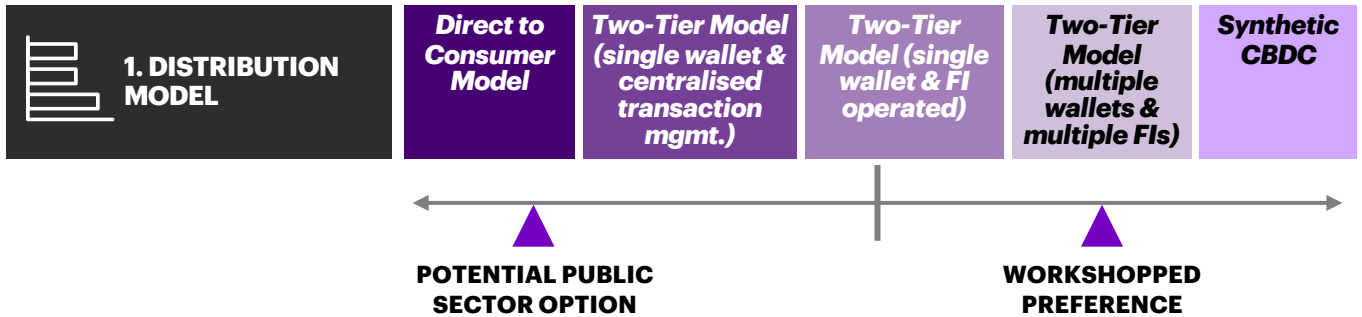 1. DISTRIBUTION
MODEL
Direct to
Consumer
Model
Two-Tier Model
(single wallet &
centralised
transaction
mgmt.)
Two-Tier
Model (single
wallet & FI
operated)
Two-Tier
Model
(multiple
wallets &
multiple FIs)
Synthetic
CBDC
POTENTIAL PUBLIC
SECTOR OPTION
WORKSHOPPED
PREFERENCE